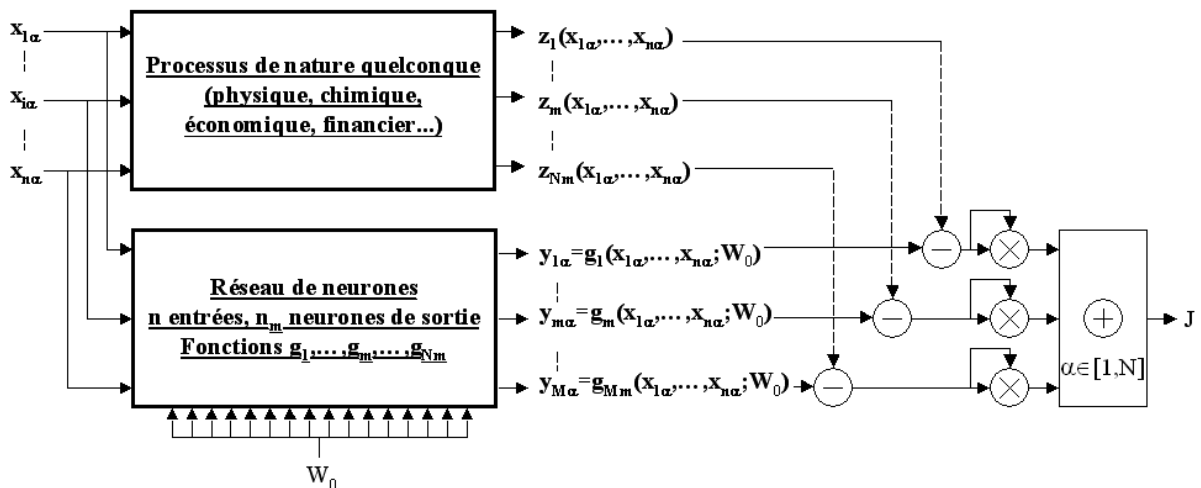 x1α
xiα
xnα
Processus de nature quelconque
(physique, chimique,
économique, financier...)
z1(x1α,...,xnα)
zm(x1α,...,xnα)
zNm(x1α,...,xnα)
Réseau de neurones
n entrées, nm neurones de sortie
Fonctions g1,...,gm,...,gNm
y1α=g1(x1α,...,xnα;W0)
ymα=gm(x1α,...,xnα;W0)
yMα=gMm(x1α,...,xnα;W0)
W0
α∈[1,N]
J